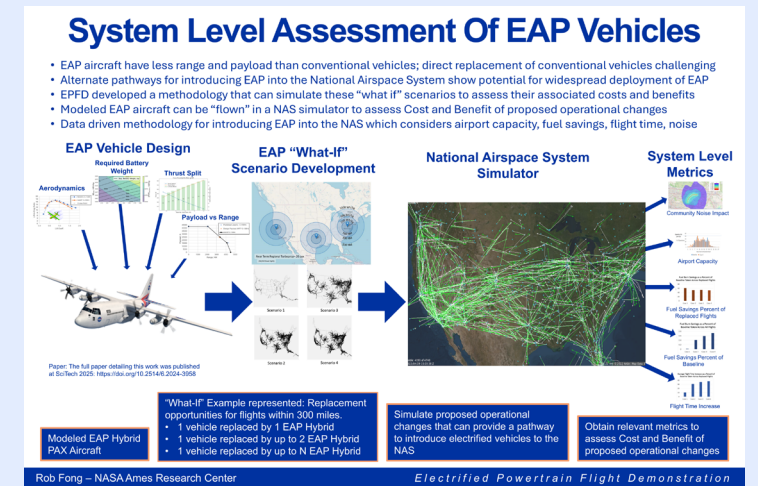 System Level Assessment Of EAP Vehicles
• EAP aircraft have less range and payload than conventional vehicles; direct replacement of conventional vehicles challenging
• Alternate pathways for introducing EAP into the National Airspace System show potential for widespread deployment of EAP
• EPFD developed a methodology that can simulate these “what if” scenarios to assess their associated costs and benefits
• Modeled EAP aircraft can be “flown” in a NAS simulator to assess Cost and Benefit of proposed operational changes
• Data driven methodology for introducing EAP into the NAS which considers airport capacity, fuel savings, flight time, noise
EAP Vehicle Design
Required Battery
Weight
Thrust Split
Aerodynamics
Payload vs Range
EAP “What-If”
Scenario Development
Scenario 2
Scenario 4
National Airspace System
Simulator
System Level
Metrics
Community Noise Impact
Airport Capacity
Fuel Savings Percent of
Replaced Flights
Fuel Savings Percent of
Baseline
Flight Time Increase
Paper: The full paper detailing this work was published
at SciTech 2025: https://doi.org/10.2514/6.2024-3958
Modeled EAP Hybrid
PAX Aircraft
“What-If” Example represented: Replacement
opportunities for flights within 300 miles.
• 1 vehicle replaced by 1 EAP Hybrid
• 1 vehicle replaced by up to 2 EAP Hybrid
• 1 vehicle replaced by up to N EAP Hybrid
Simulate proposed operational
changes that can provide a pathway
to introduce electrified vehicles to the
NAS
Obtain relevant metrics to
assess Cost and Benefit of
proposed operational changes
Rob Fong – NASA Ames Research Center
Electrified Powertrain Flight Demonstration